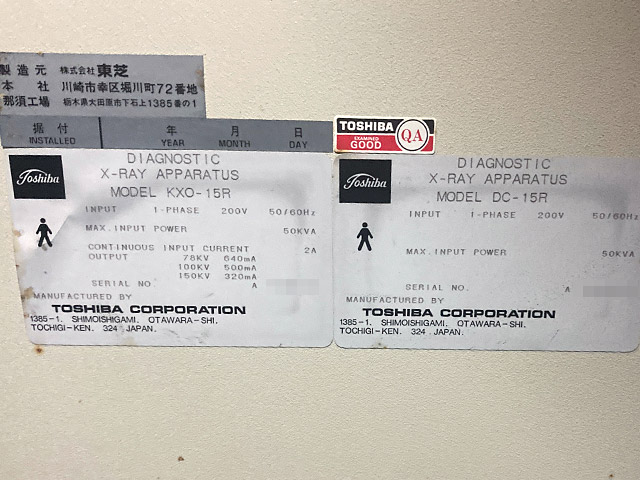 製造元 株式会社 東芝
本社 川崎市幸区堀川町72番地
那須工場 栃木県大田原市下石上1385番の1
据付 年 月 日
INSTALLED YEAR MONTH DAY
TOSHIBA
EXAMINED
GOOD
QA
Toshiba
DIAGNOSTIC
X-RAY APPARATUS
MODEL KXO-15R
INPUT 1-PHASE 200V 50/60Hz
MAX. INPUT POWER 50KVA
CONTINUOUS INPUT CURRENT 2A
OUTPUT 78KV 640mA
100KV 500mA
150KV 320mA
SERIAL NO. A
MANUFACTURED BY
TOSHIBA CORPORATION
1385-1. SHIMOISHIGAMI. OTAWARA-SHI.
TOCHIGI-KEN. 324 JAPAN.
Toshiba
DIAGNOSTIC
X-RAY APPARATUS
MODEL DC-15R
INPUT 1-PHASE 200V 50/60Hz
MAX. INPUT POWER 50KVA
SERIAL NO. A
MANUFACTURED BY
TOSHIBA CORPORATION
1385-1. SHIMOISHIGAMI. OTAWARA-SHI.
TOCHIGI-KEN. 324 JAPAN.